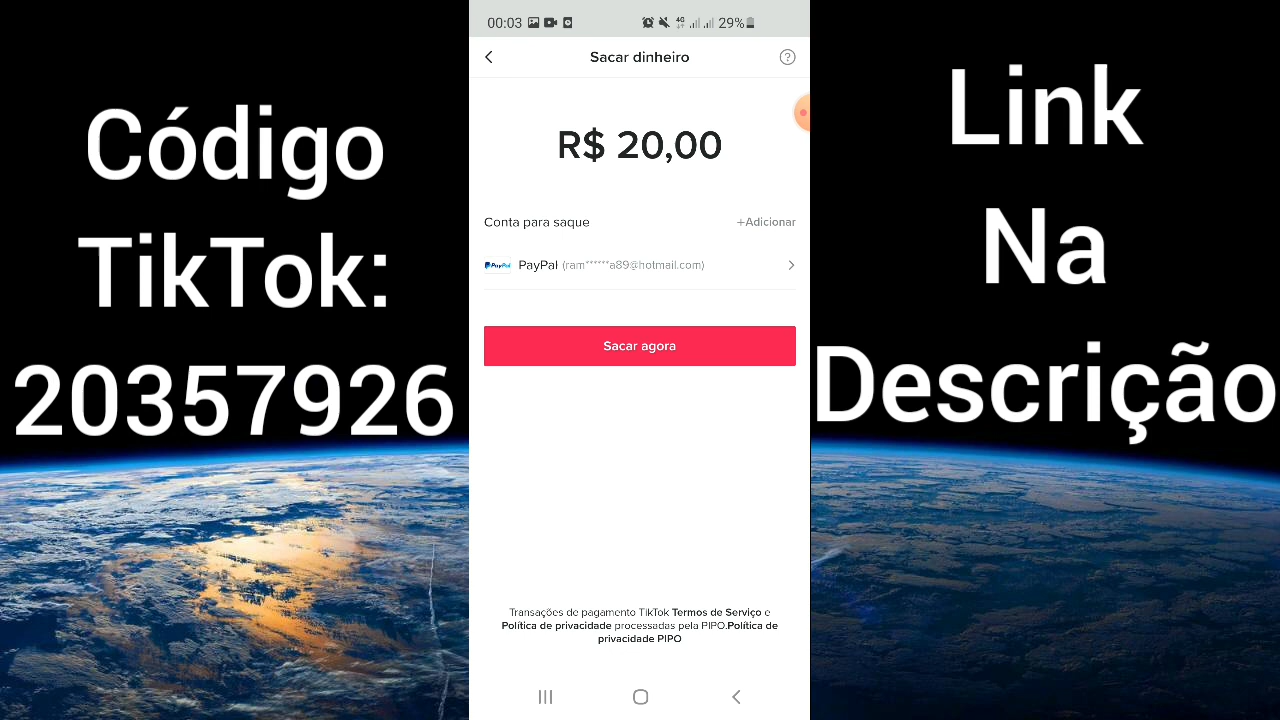 Código
TikTok:
20357926
00:03 4G 29%
Sacar dinheiro
?
R$ 20,00
Conta para saque +Adicionar
PayPal PayPal (ram******a89@hotmail.com)
Sacar agora
Transações de pagamento TikTok Termos de Serviço e
Política de privacidade processadas pela PIPO.Política de
privacidade PIPO
Link
Na
Descrição